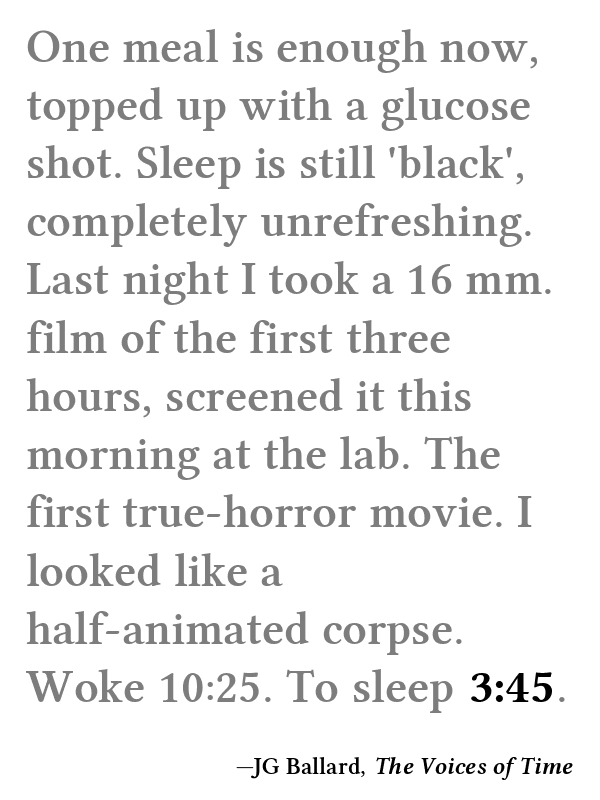 One meal is enough now,
topped up with a glucose
shot. Sleep is still 'black',
completely unrefreshing.
Last night I took a 16 mm.
film of the first three
hours, screened it this
morning at the lab. The
first true-horror movie. I
looked like a
half-animated corpse.
Woke 10:25. To sleep 3:45.
—JG Ballard, The Voices of Time